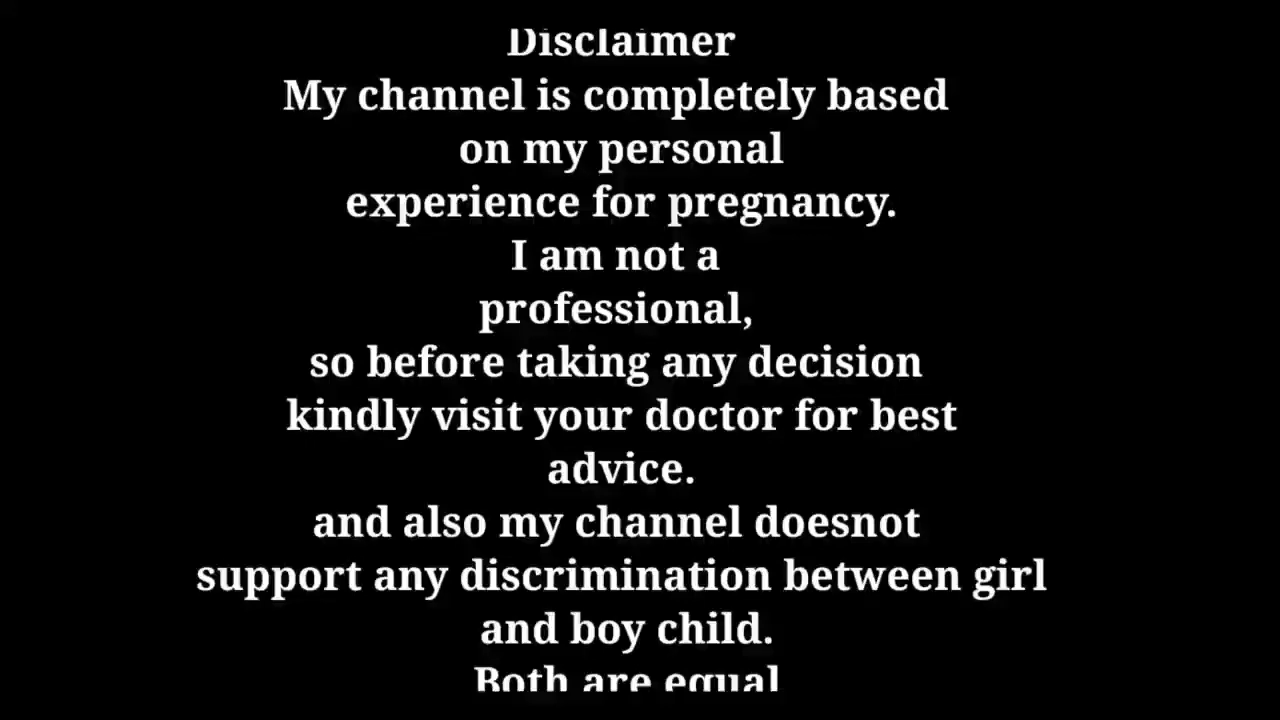 Disclaimer
My channel is completely based
on my personal
experience for pregnancy.
I am not a
professional,
so before taking any decision
kindly visit your doctor for best
advice.
and also my channel doesnot
support any discrimination between girl
and boy child.
Both are equal